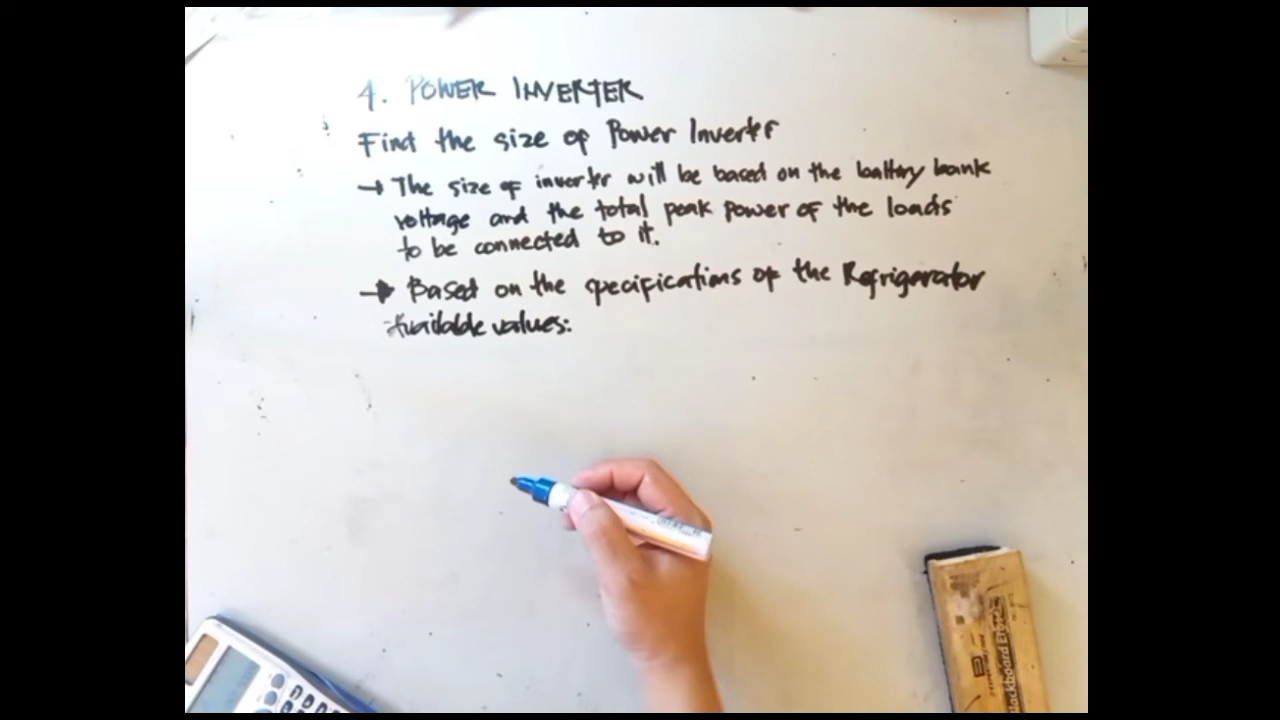 4. POWER INVERTER
Find the size of Power Inverter
→ The size of inverter will be based on the battery bank
voltage and the total peak power of the loads
to be connected to it.
→ Based on the specifications of the Refrigerator
Available values:
Blackboard Eraser